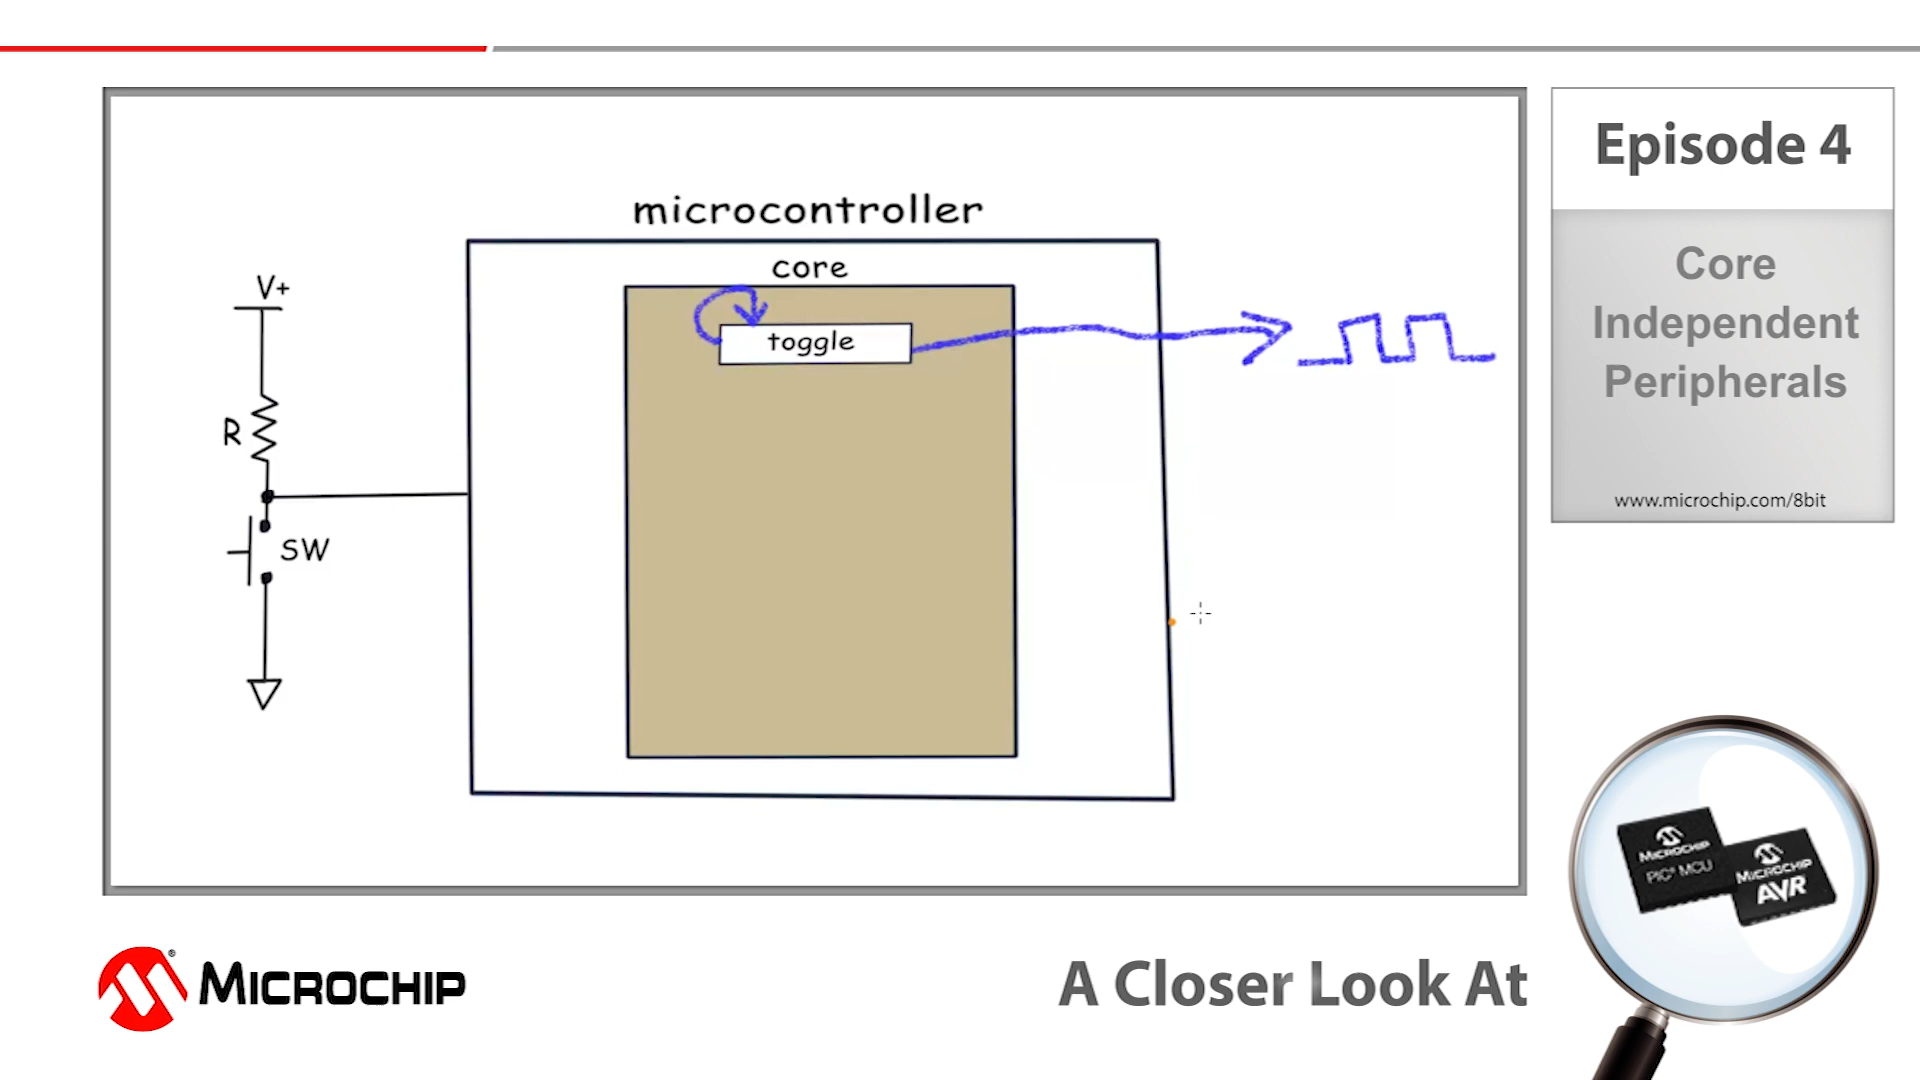 Episode 4
Core
Independent
Peripherals
www.microchip.com/8bit
microcontroller
core
toggle
V+
R
SW
MICROCHIP
PIC® MCU
MICROCHIP
AVR
® MICROCHIP
A Closer Look At